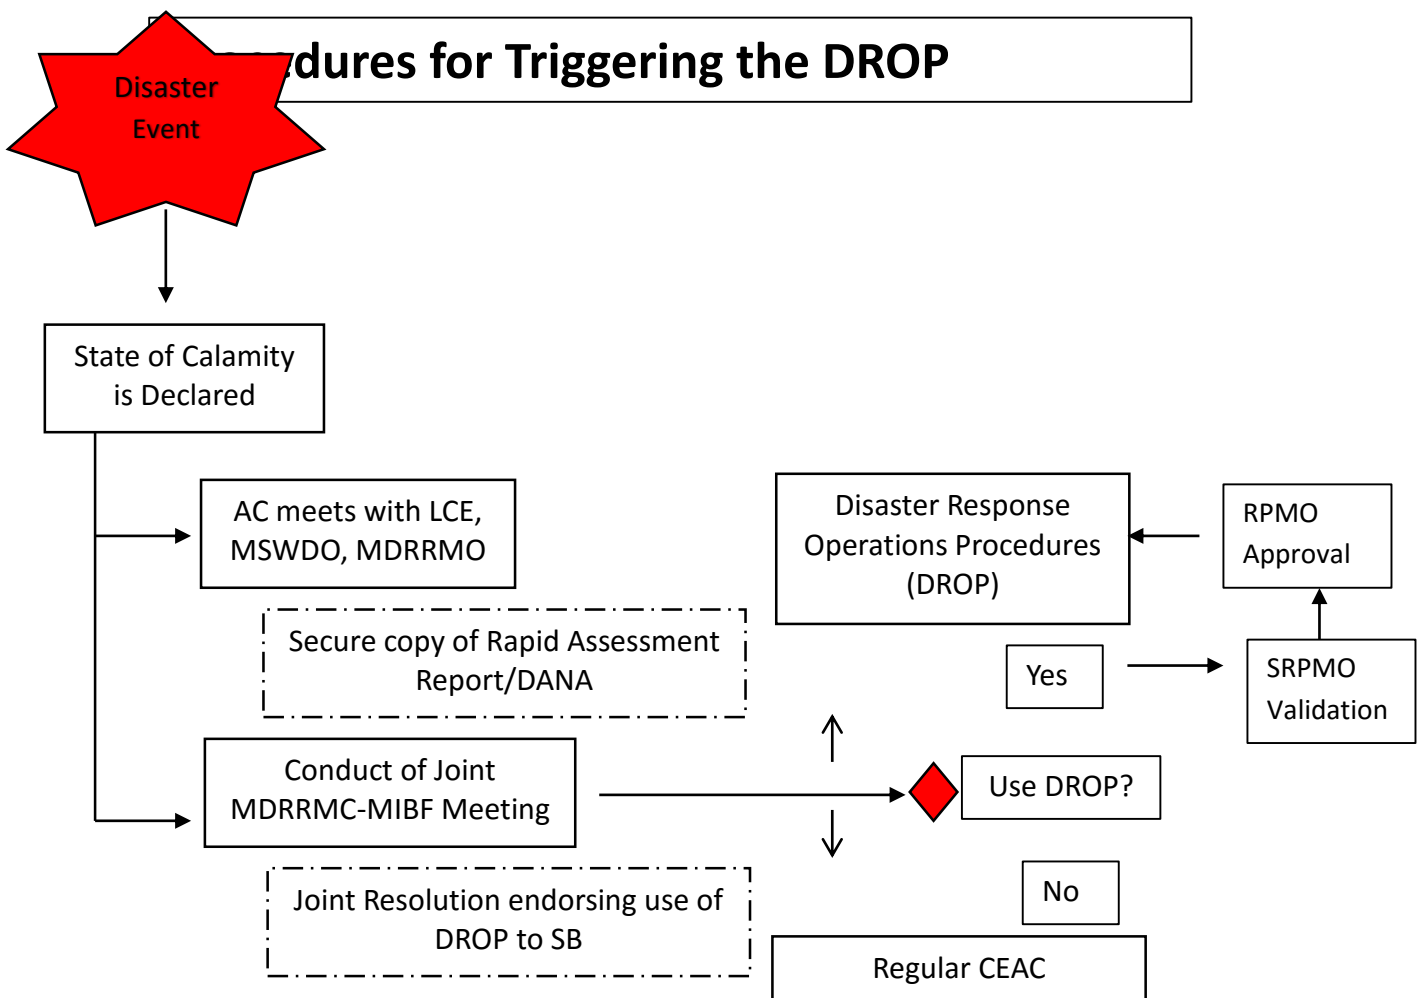 edures for Triggering the DROP
Disaster
Event
State of Calamity
is Declared
AC meets with LCE,
MSWDO, MDRRMO
Secure copy of Rapid Assessment
Report/DANA
Conduct of Joint
MDRRMC-MIBF Meeting
Joint Resolution endorsing use of
DROP to SB
Disaster Response
Operations Procedures
(DROP)
RPMO
Approval
Yes
SRPMO
Validation
Use DROP?
No
Regular CEAC